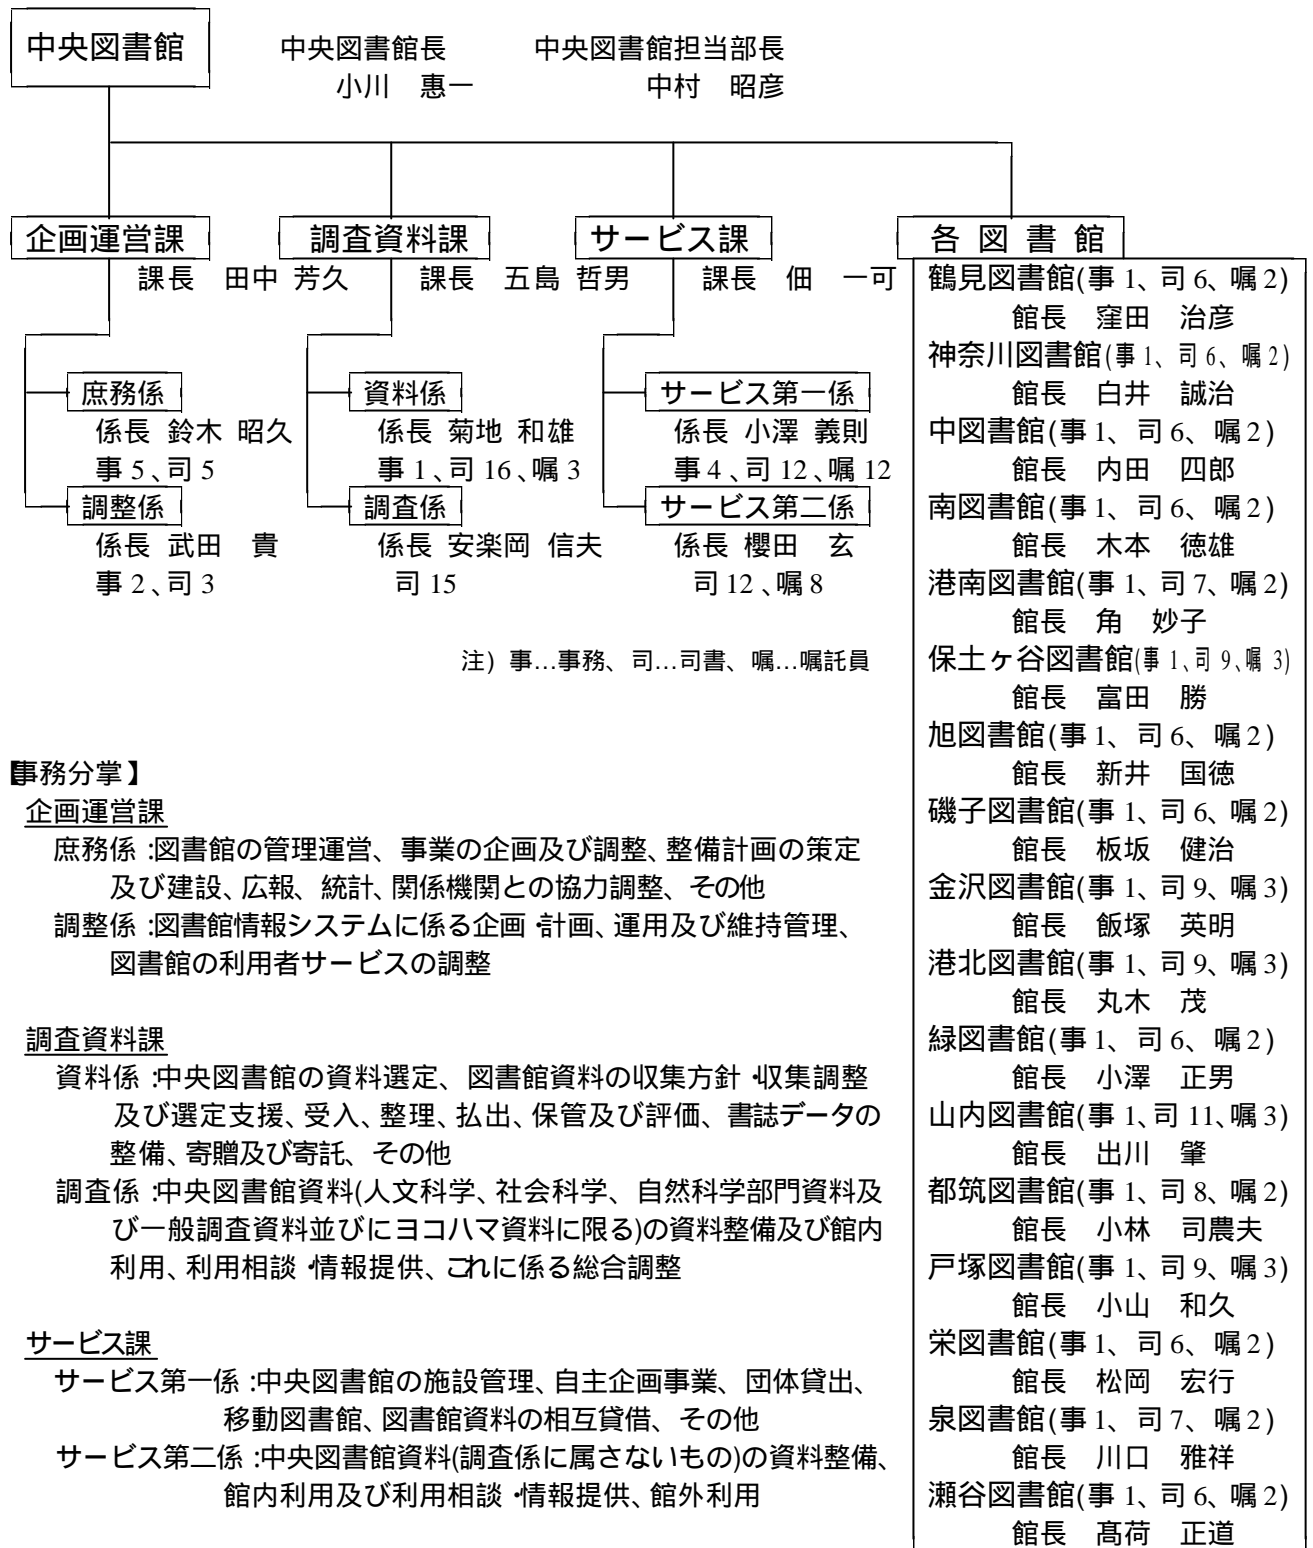 中央図書館
中央図書館長 中央図書館担当部長
小川 惠一 中村 昭彦
企画運営課 調査資料課 サービス課 各図書館
課長 田中 芳久 課長 五島 哲男 課長 佃 一可
庶務係 資料係 サービス第一係
係長 鈴木 昭久 係長 菊地 和雄 係長 小澤 義則
事5、司5 事1、司16、嘱3 事4、司12、嘱12
調整係 調査係 サービス第二係
係長 武田 貴 係長 安楽岡 信夫 係長 櫻田 玄
事2、司3 司15 司12、嘱8
注) 事…事務、司…司書、嘱…嘱託員
鶴見図書館(事1、司6、嘱2)
館長 窪田 治彦
神奈川図書館(事1、司6、嘱2)
館長 白井 誠治
中図書館(事1、司6、嘱2)
館長 内田 四郎
南図書館(事1、司6、嘱2)
館長 木本 徳雄
港南図書館(事1、司7、嘱2)
館長 角 妙子
保土ヶ谷図書館(事1、司9、嘱3)
館長 富田 勝
旭図書館(事1、司6、嘱2)
館長 新井 国徳
磯子図書館(事1、司6、嘱2)
館長 板坂 健治
金沢図書館(事1、司9、嘱3)
館長 飯塚 英明
港北図書館(事1、司9、嘱3)
館長 丸木 茂
緑図書館(事1、司6、嘱2)
館長 小澤 正男
山内図書館(事1、司11、嘱3)
館長 出川 肇
都筑図書館(事1、司8、嘱2)
館長 小林 司農夫
戸塚図書館(事1、司9、嘱3)
館長 小山 和久
栄図書館(事1、司6、嘱2)
館長 松岡 宏行
泉図書館(事1、司7、嘱2)
館長 川口 雅祥
瀬谷図書館(事1、司6、嘱2)
館長 髙荷 正道
【事務分掌】
企画運営課
庶務係:図書館の管理運営、事業の企画及び調整、整備計画の策定
及び建設、広報、統計、関係機関との協力調整、その他
調整係:図書館情報システムに係る企画・計画、運用及び維持管理、
図書館の利用者サービスの調整
調査資料課
資料係:中央図書館の資料選定、図書館資料の収集方針・収集調整
及び選定支援、受入、整理、払出、保管及び評価、書誌データの
整備、寄贈及び寄託、その他
調査係:中央図書館資料(人文科学、社会科学、自然科学部門資料及
び一般調査資料並びにヨコハマ資料に限る)の資料整備及び館内
利用、利用相談・情報提供、これに係る総合調整
サービス課
サービス第一係:中央図書館の施設管理、自主企画事業、団体貸出、
移動図書館、図書館資料の相互貸借、その他
サービス第二係:中央図書館資料(調査係に属さないもの)の資料整備、
館内利用及び利用相談・情報提供、館外利用